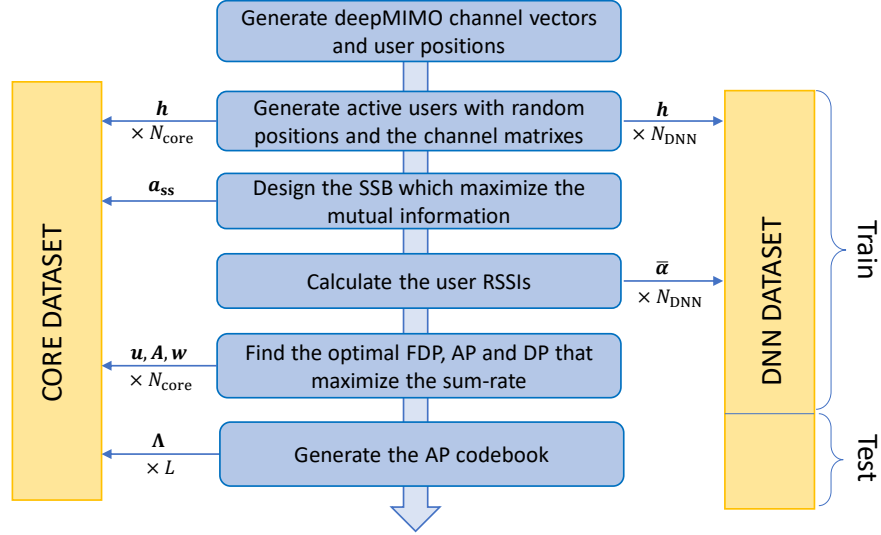 Generate deepMIMO channel vectors
and user positions
CORE DATASET
h
× N_core
Generate active users with random
positions and the channel matrixes
h
× N_DNN
a_ss
Design the SSB which maximize the
mutual information
Calculate the user RSSIs
ᾱ
× N_DNN
u, A, w
× N_core
Find the optimal FDP, AP and DP that
maximize the sum-rate
Λ
× L
Generate the AP codebook
DNN DATASET
Train
Test